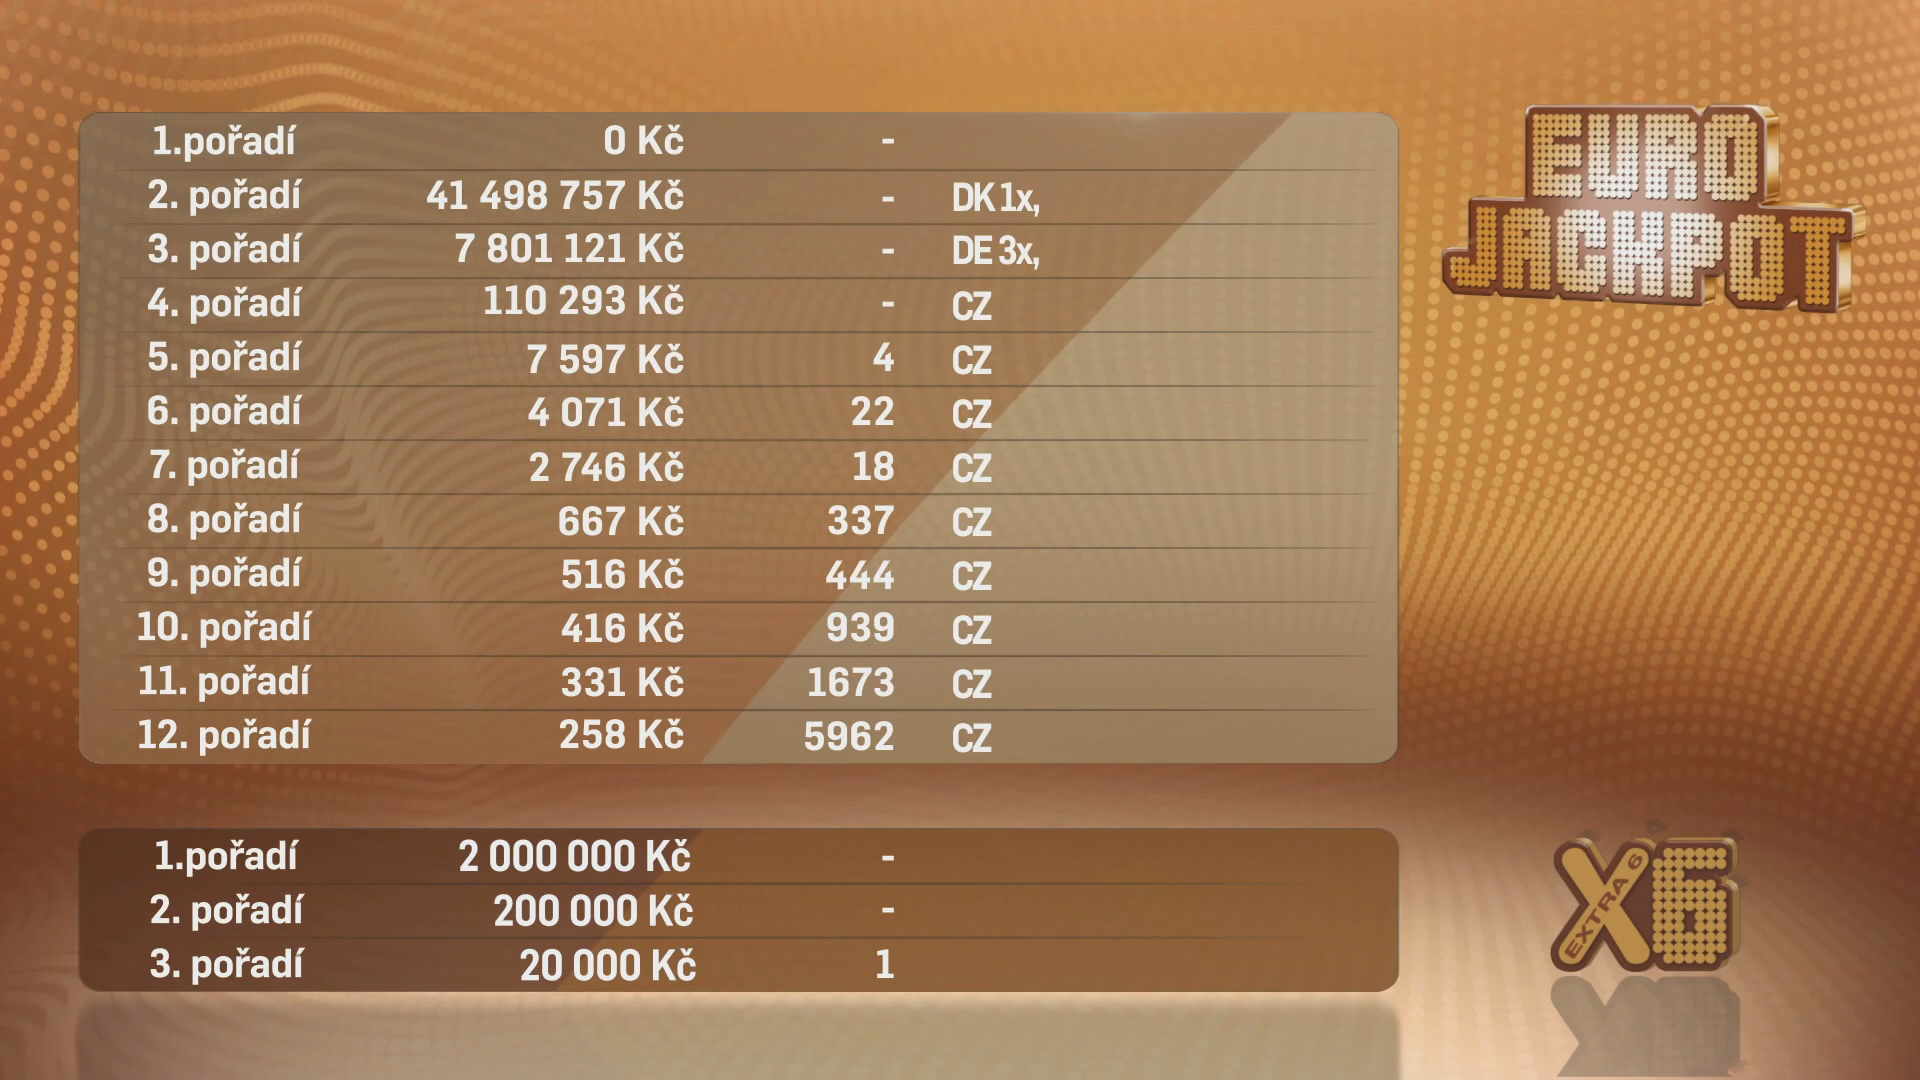 1.pořadí 0 Kč -
2. pořadí 41 498 757 Kč - DK 1x,
3. pořadí 7 801 121 Kč - DE 3x,
4. pořadí 110 293 Kč - CZ
5. pořadí 7 597 Kč 4 CZ
6. pořadí 4 071 Kč 22 CZ
7. pořadí 2 746 Kč 18 CZ
8. pořadí 667 Kč 337 CZ
9. pořadí 516 Kč 444 CZ
10. pořadí 416 Kč 939 CZ
11. pořadí 331 Kč 1673 CZ
12. pořadí 258 Kč 5962 CZ
EURO
JACKPOT
1.pořadí 2 000 000 Kč -
2. pořadí 200 000 Kč -
3. pořadí 20 000 Kč 1
X6
EXTRA 6